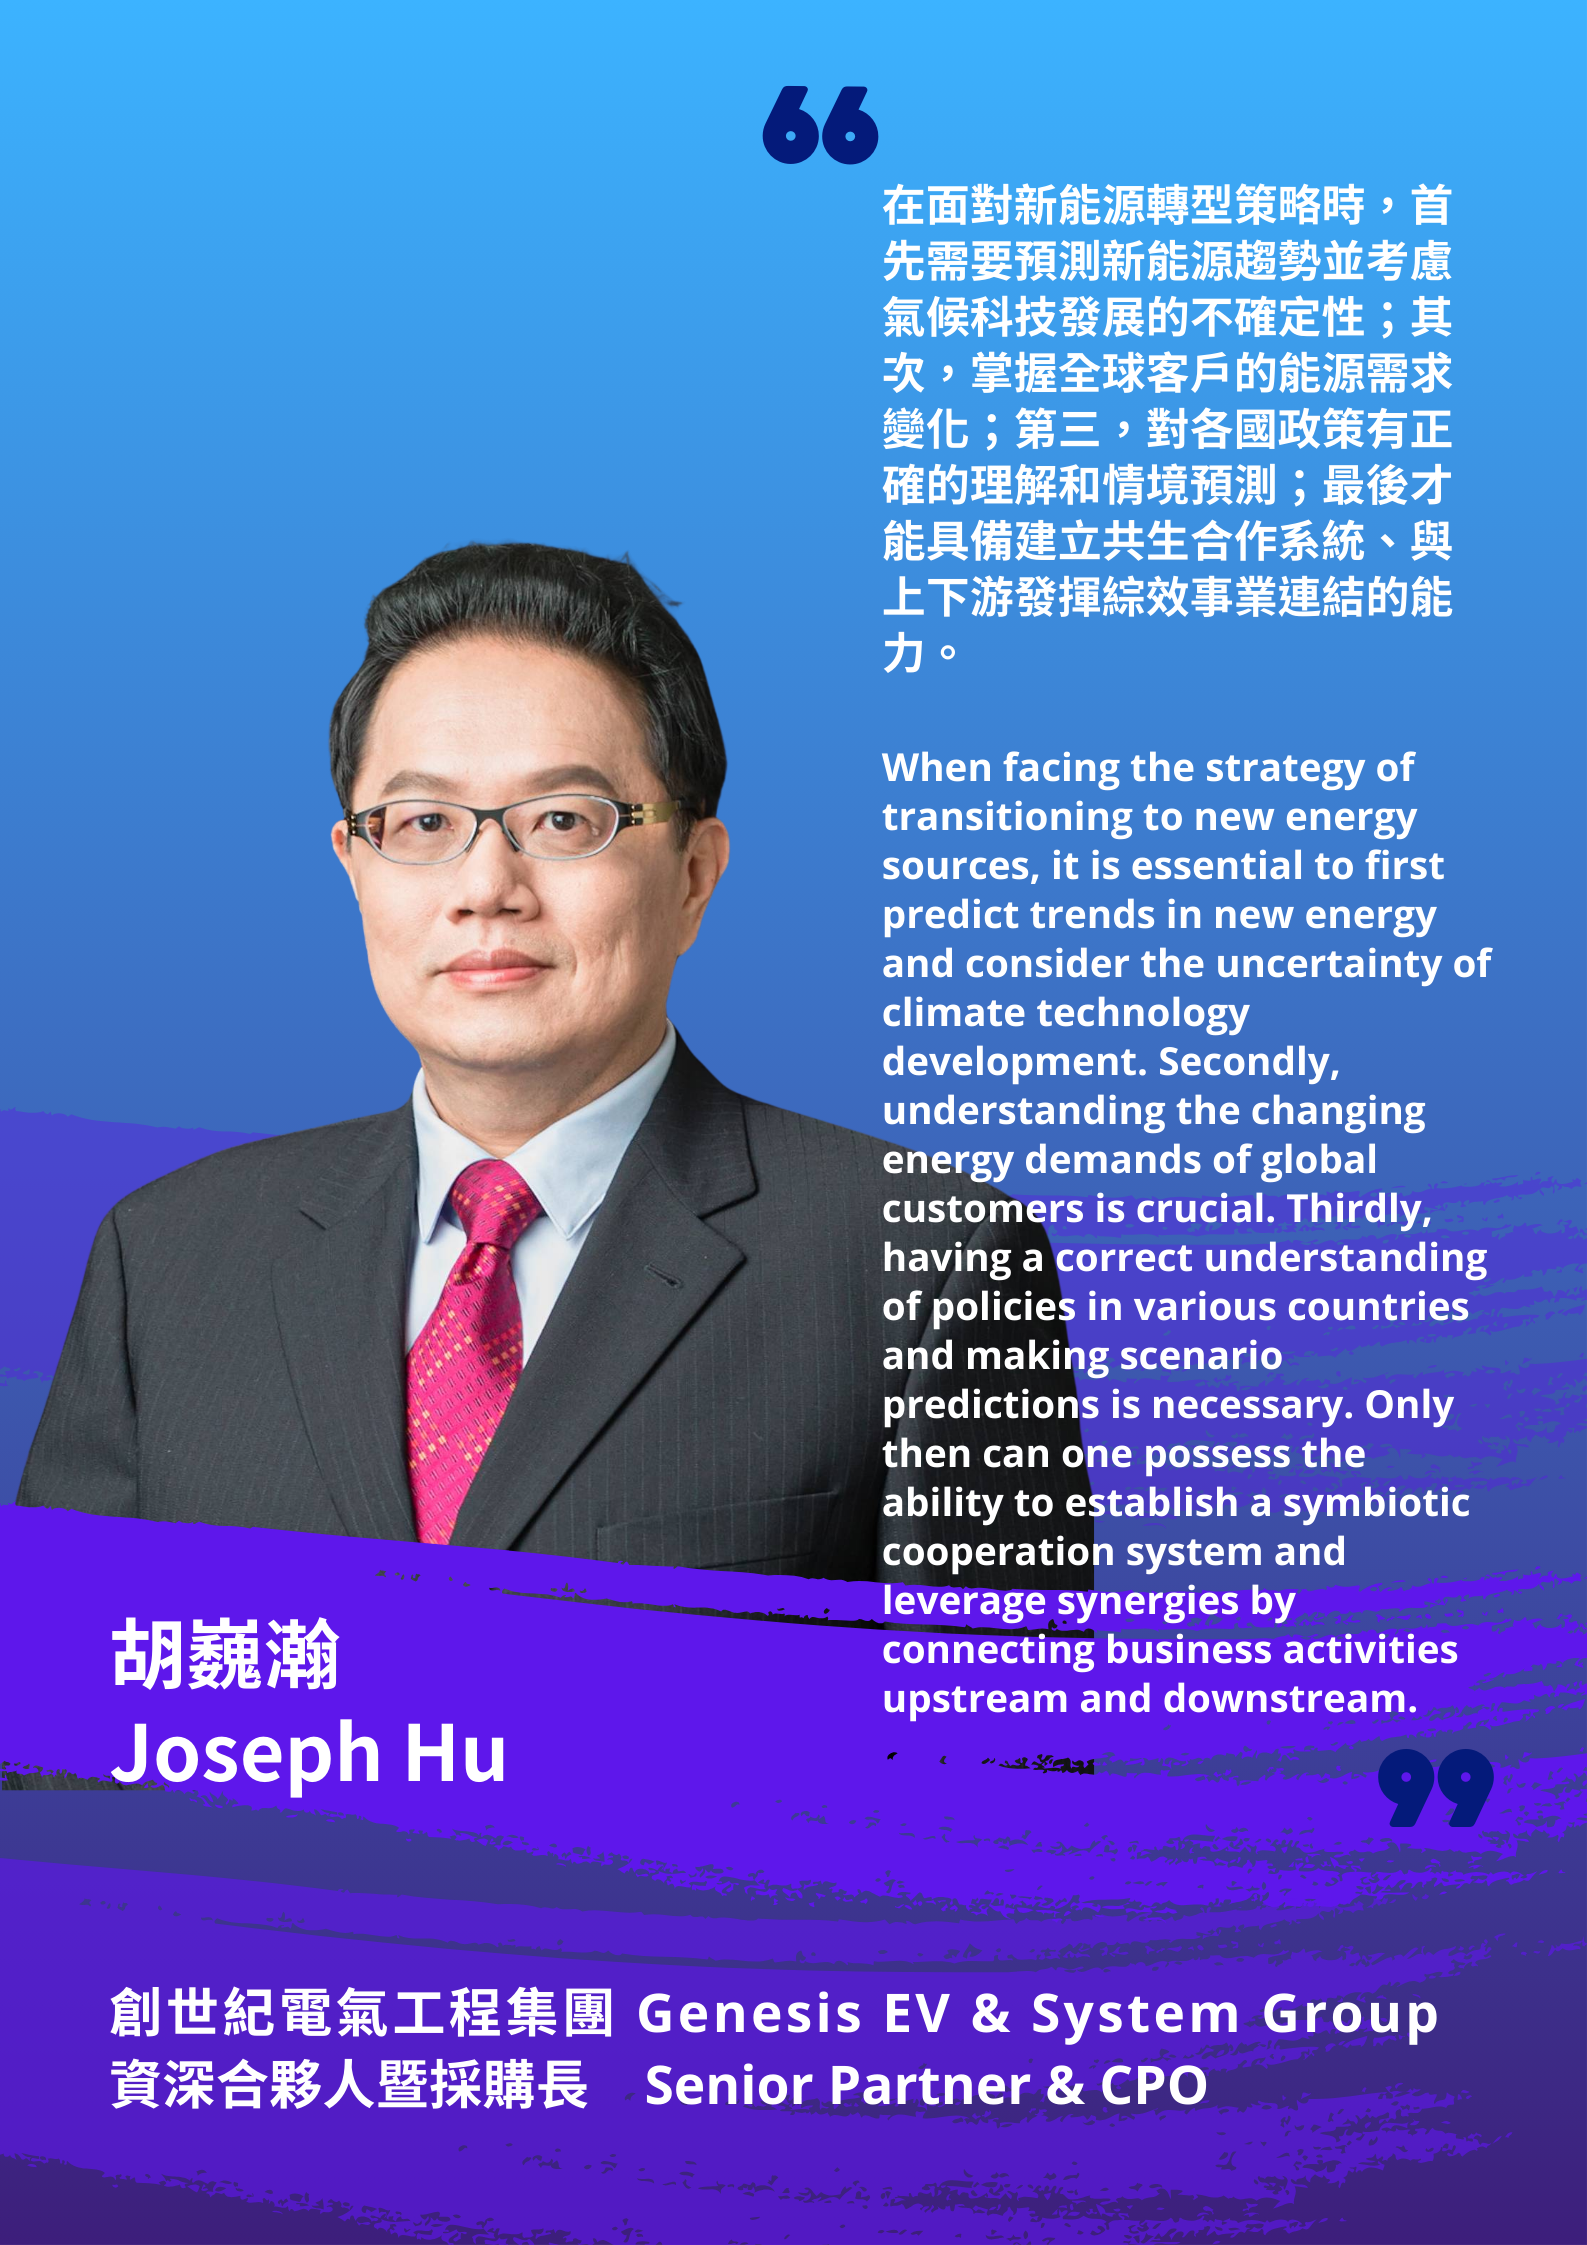 在面對新能源轉型策略時，首
先需要預測新能源趨勢並考慮
氣候科技發展的不確定性；其
次，掌握全球客戶的能源需求
變化；第三，對各國政策有正
確的理解和情境預測；最後才
能具備建立共生合作系統、與
上下游發揮綜效事業連結的能
力。
When facing the strategy of
transitioning to new energy
sources, it is essential to first
predict trends in new energy
and consider the uncertainty of
climate technology
development. Secondly,
understanding the changing
energy demands of global
customers is crucial. Thirdly,
having a correct understanding
of policies in various countries
and making scenario
predictions is necessary. Only
then can one possess the
ability to establish a symbiotic
cooperation system and
leverage synergies by
connecting business activities
upstream and downstream.
胡巍瀚
Joseph Hu
創世紀電氣工程集團 Genesis EV & System Group
資深合夥人暨採購長 Senior Partner & CPO